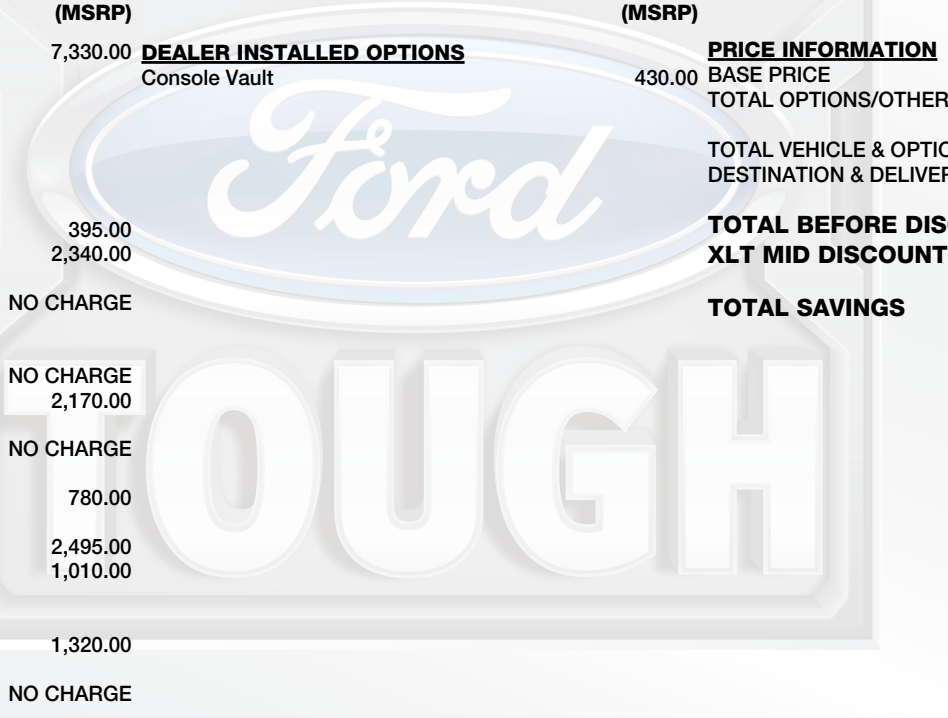 (MSRP)
7,330.00
395.00
2,340.00
NO CHARGE
NO CHARGE
2,170.00
NO CHARGE
780.00
2,495.00
1,010.00
1,320.00
NO CHARGE
(MSRP)
DEALER INSTALLED OPTIONS
Console Vault 430.00
PRICE INFORMATION
BASE PRICE
TOTAL OPTIONS/OTHER
TOTAL VEHICLE & OPTIO
DESTINATION & DELIVER
TOTAL BEFORE DISC
XLT MID DISCOUNT
TOTAL SAVINGS
Ford
TOUGH